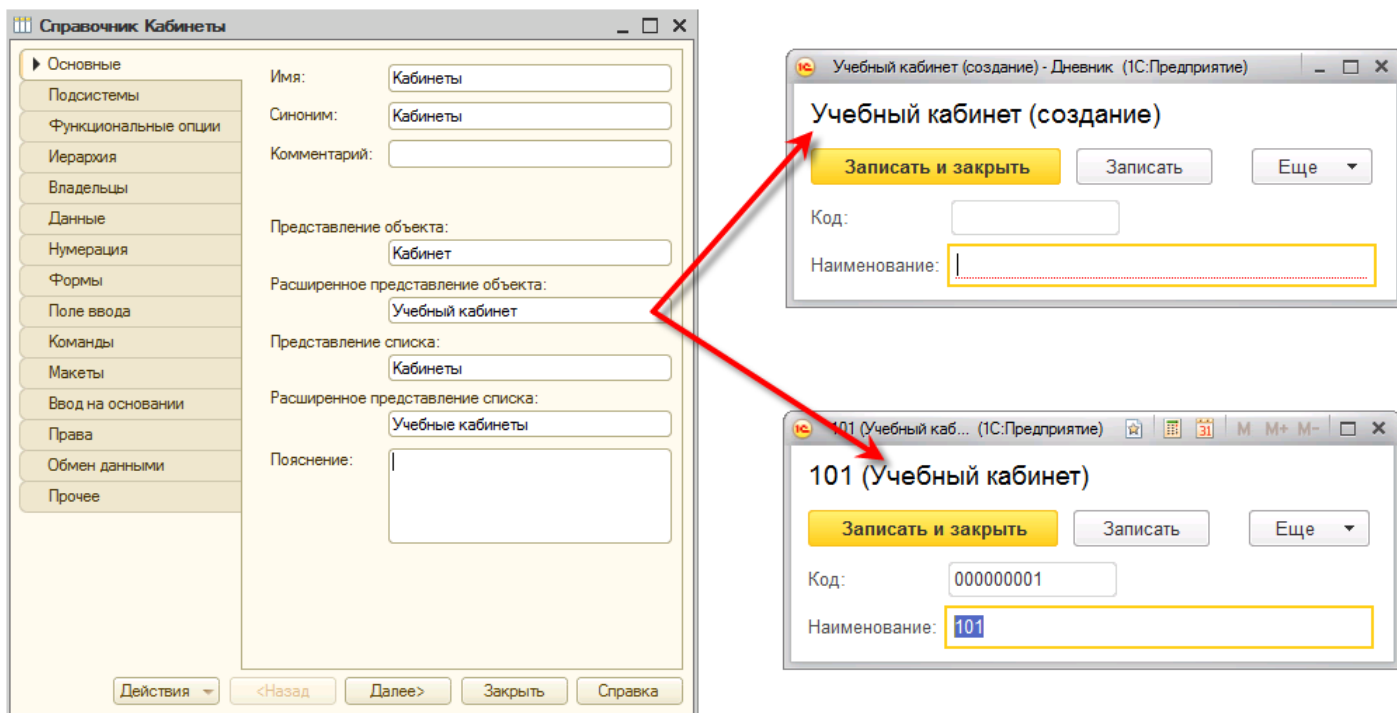 Справочник Кабинеты
Основные
Подсистемы
Функциональные опции
Иерархия
Владельцы
Данные
Нумерация
Формы
Поле ввода
Команды
Макеты
Ввод на основании
Права
Обмен данными
Прочее
Имя: Кабинеты
Синоним: Кабинеты
Комментарий:
Представление объекта:
Кабинет
Расширенное представление объекта:
Учебный кабинет
Представление списка:
Кабинеты
Расширенное представление списка:
Учебные кабинеты
Пояснение:
Действия <Назад Далее> Закрыть Справка
1С Учебный кабинет (создание) - Дневник (1С:Предприятие)
Учебный кабинет (создание)
Записать и закрыть Записать Еще
Код:
Наименование:
1С 101 (Учебный каб... (1С:Предприятие) 31 M M+ M-
101 (Учебный кабинет)
Записать и закрыть Записать Еще
Код: 000000001
Наименование: 101